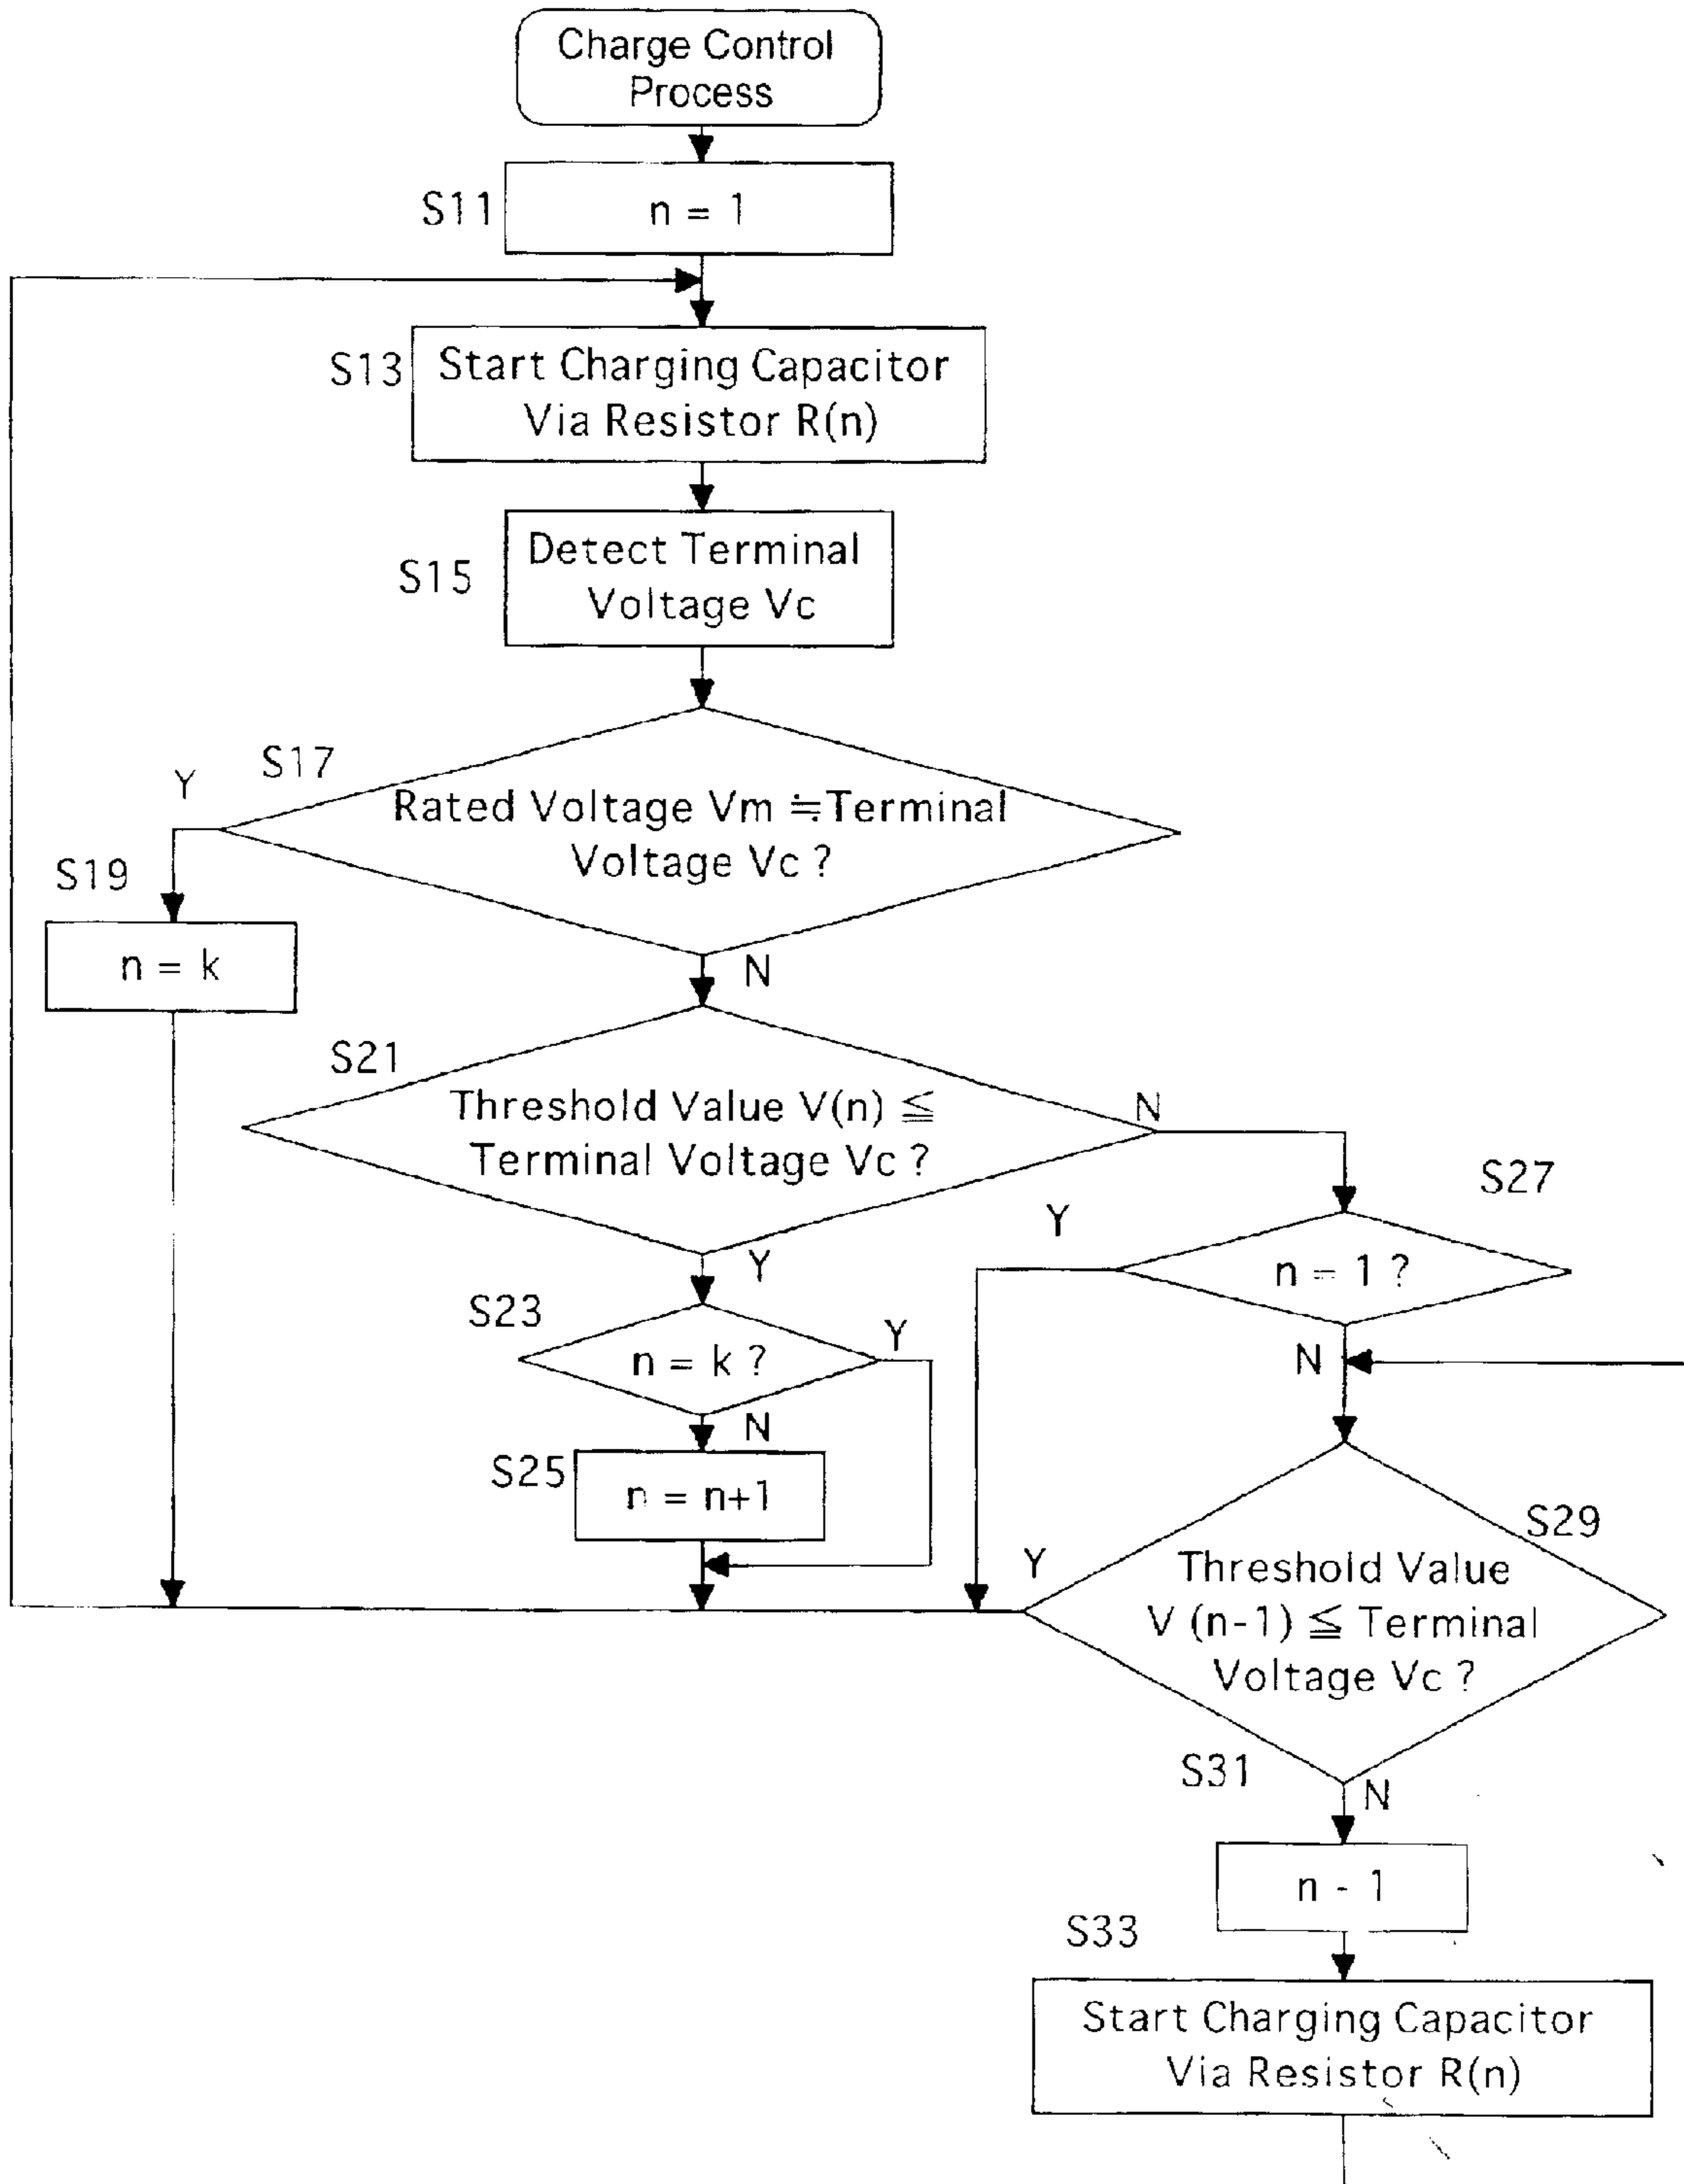 Charge Control
Process
S11
n = 1
S13
Start Charging Capacitor
Via Resistor R(n)
S15
Detect Terminal
Voltage Vc
S17
Y
Rated Voltage Vm ≒Terminal
Voltage Vc ?
S19
n = k
N
S21
Threshold Value V(n) ≦
Terminal Voltage Vc ?
N
S27
Y
n = 1 ?
Y
S23
n = k ?
Y
N
N
S25
n = n+1
S29
Y
Threshold Value
V (n-1) ≦ Terminal
Voltage Vc ?
S31
N
n - 1
S33
Start Charging Capacitor
Via Resistor R(n)